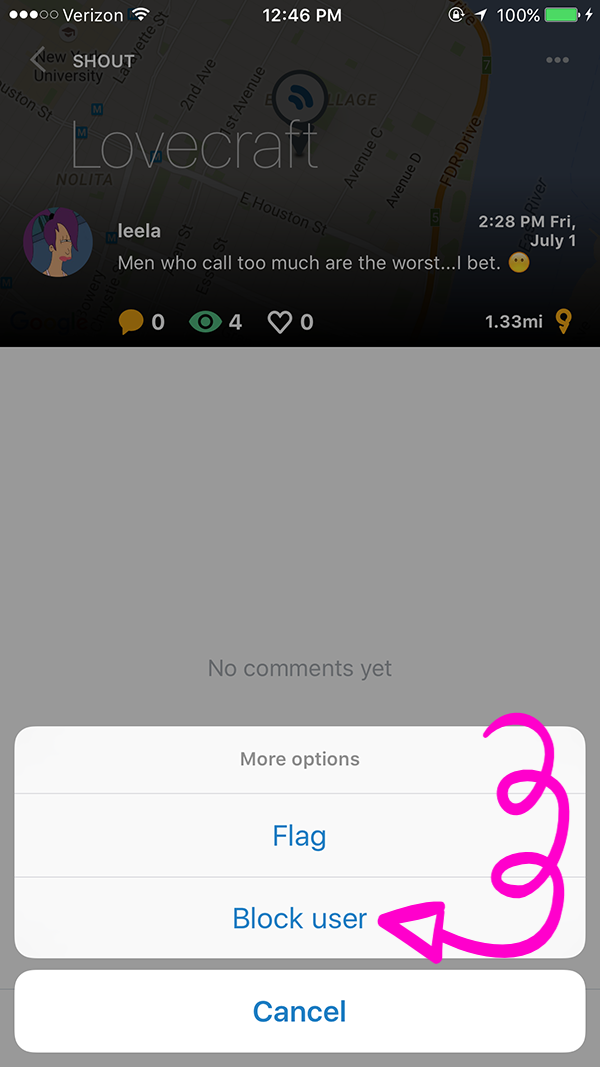 Verizon 12:46 PM 100%
SHOUT
New York
University
Lafayette St
2nd Ave
1st Avenue
7
M
Houston St
Lovecraft
Avenue C
Avenue D
FDR Drive
M
NOLITA
E Houston St
5
East River
leela
2:28 PM Fri,
July 1
Men who call too much are the worst...I bet. 😶
0 4 0 1.33mi
No comments yet
More options
Flag
Block user
Cancel